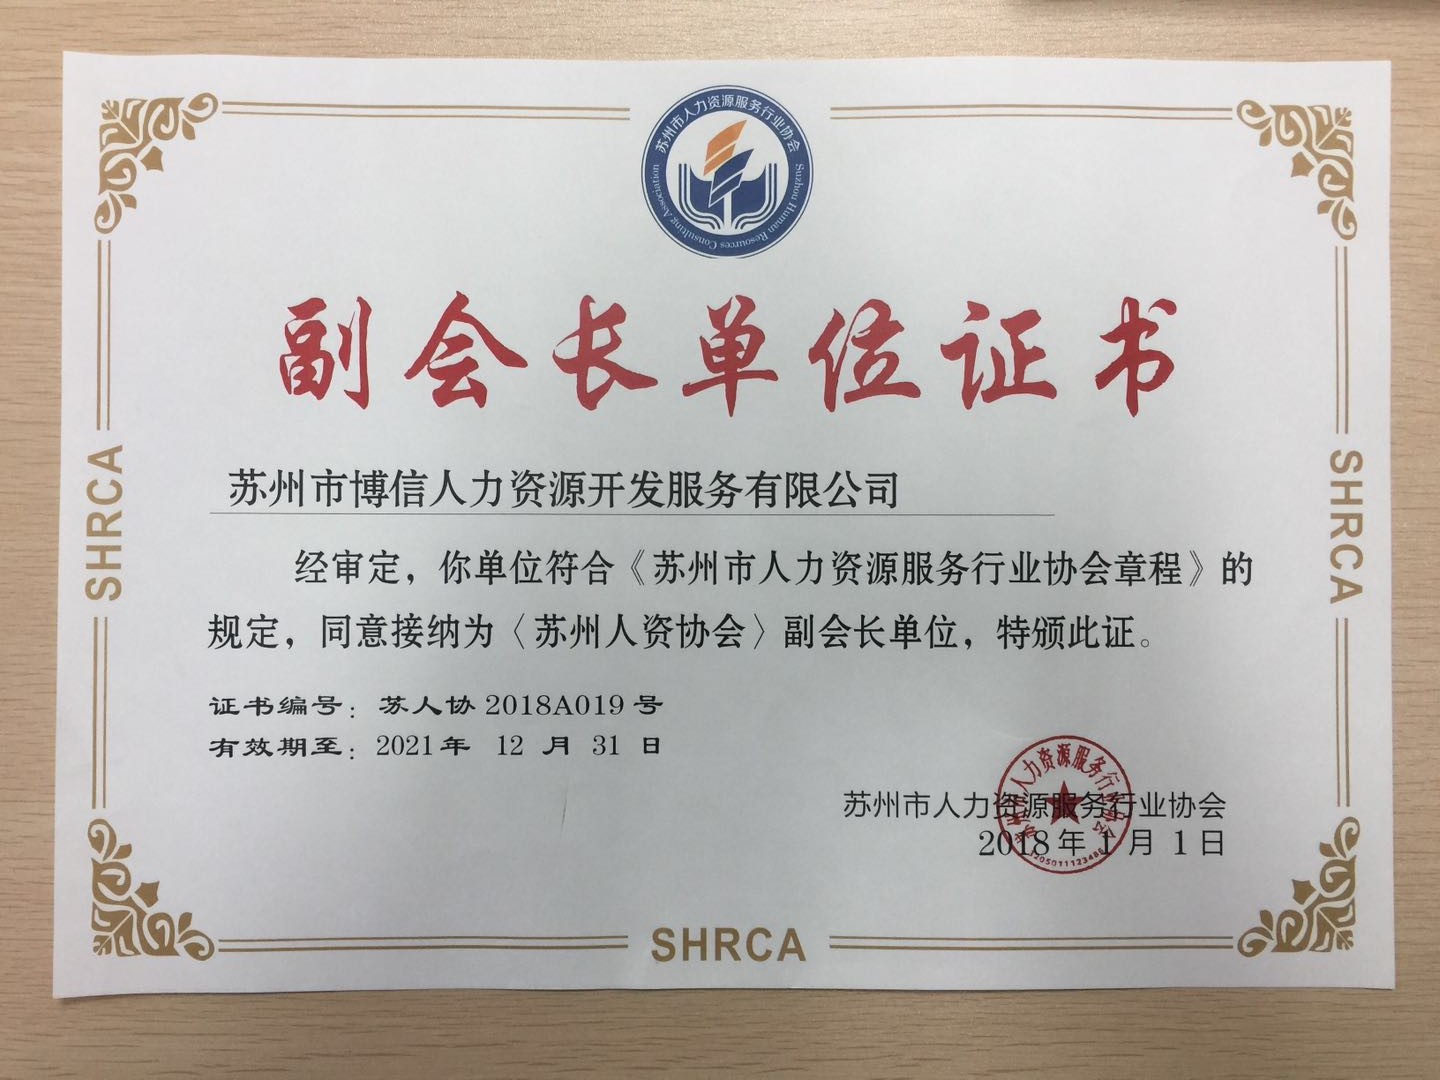 苏州市人力资源服务行业协会
Suzhou Human Resources Consulting Association
副会长单位证书
苏州市博信人力资源开发服务有限公司
经审定，你单位符合《苏州市人力资源服务行业协会章程》的
规定，同意接纳为〈苏州人资协会〉副会长单位，特颁此证。
证书编号：苏人协2018A019号
有效期至：2021年 12 月 31 日
苏州市人力资源服务行业协会
2018年1月1日
SHRCA
SHRCA
SHRCA